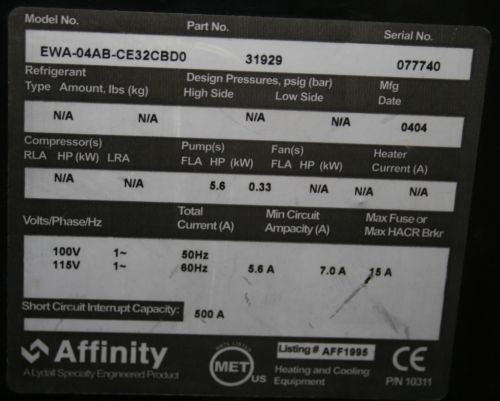 Model No. Part No. Serial No.
EWA-04AB-CE32CBD0 31929 077740
Refrigerant Design Pressures, psig (bar) Mfg
Type Amount, lbs (kg) High Side Low Side Date
N/A N/A N/A N/A 0404
Compressor(s) Pump(s) Fan(s) Heater
RLA HP (kW) LRA FLA HP (kW) FLA HP (kW) Current (A)
N/A N/A 5.6 0.33 N/A N/A N/A
Volts/Phase/Hz Total Current (A) Min Circuit Ampacity (A) Max Fuse or Max HACR Brkr
100V 1~ 50Hz
115V 1~ 60Hz 5.6 A 7.0 A 15 A
Short Circuit Interrupt Capacity: 500 A
Affinity
A Lydall Specialty Engineered Product
MET US
Listing # AFF1995
Heating and Cooling
Equipment
CE
P/N 10311